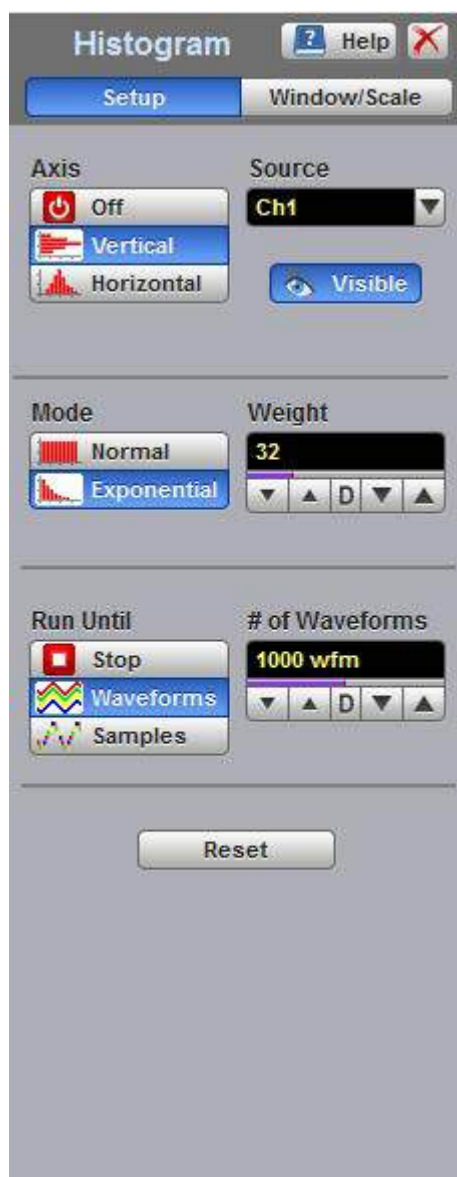 Histogram
Help
Setup
Window/Scale
Axis
Source
Off
Ch1
Vertical
Horizontal
Visible
Mode
Weight
Normal
32
Exponential
D
Run Until
# of Waveforms
Stop
1000 wfm
Waveforms
D
Samples
Reset